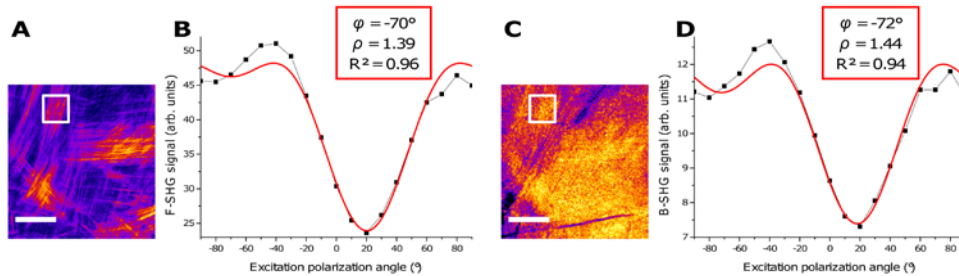 A
B
φ = -70°
ρ = 1.39
R² = 0.96
F-SHG signal (arb. units)
50
45
40
35
30
25
-80 -60 -40 -20 0 20 40 60 80
Excitation polarization angle (º)
C
D
φ = -72°
ρ = 1.44
R² = 0.94
B-SHG signal (arb. units)
12
11
10
9
8
7
-80 -60 -40 -20 0 20 40 60 80
Excitation polarization angle (º)